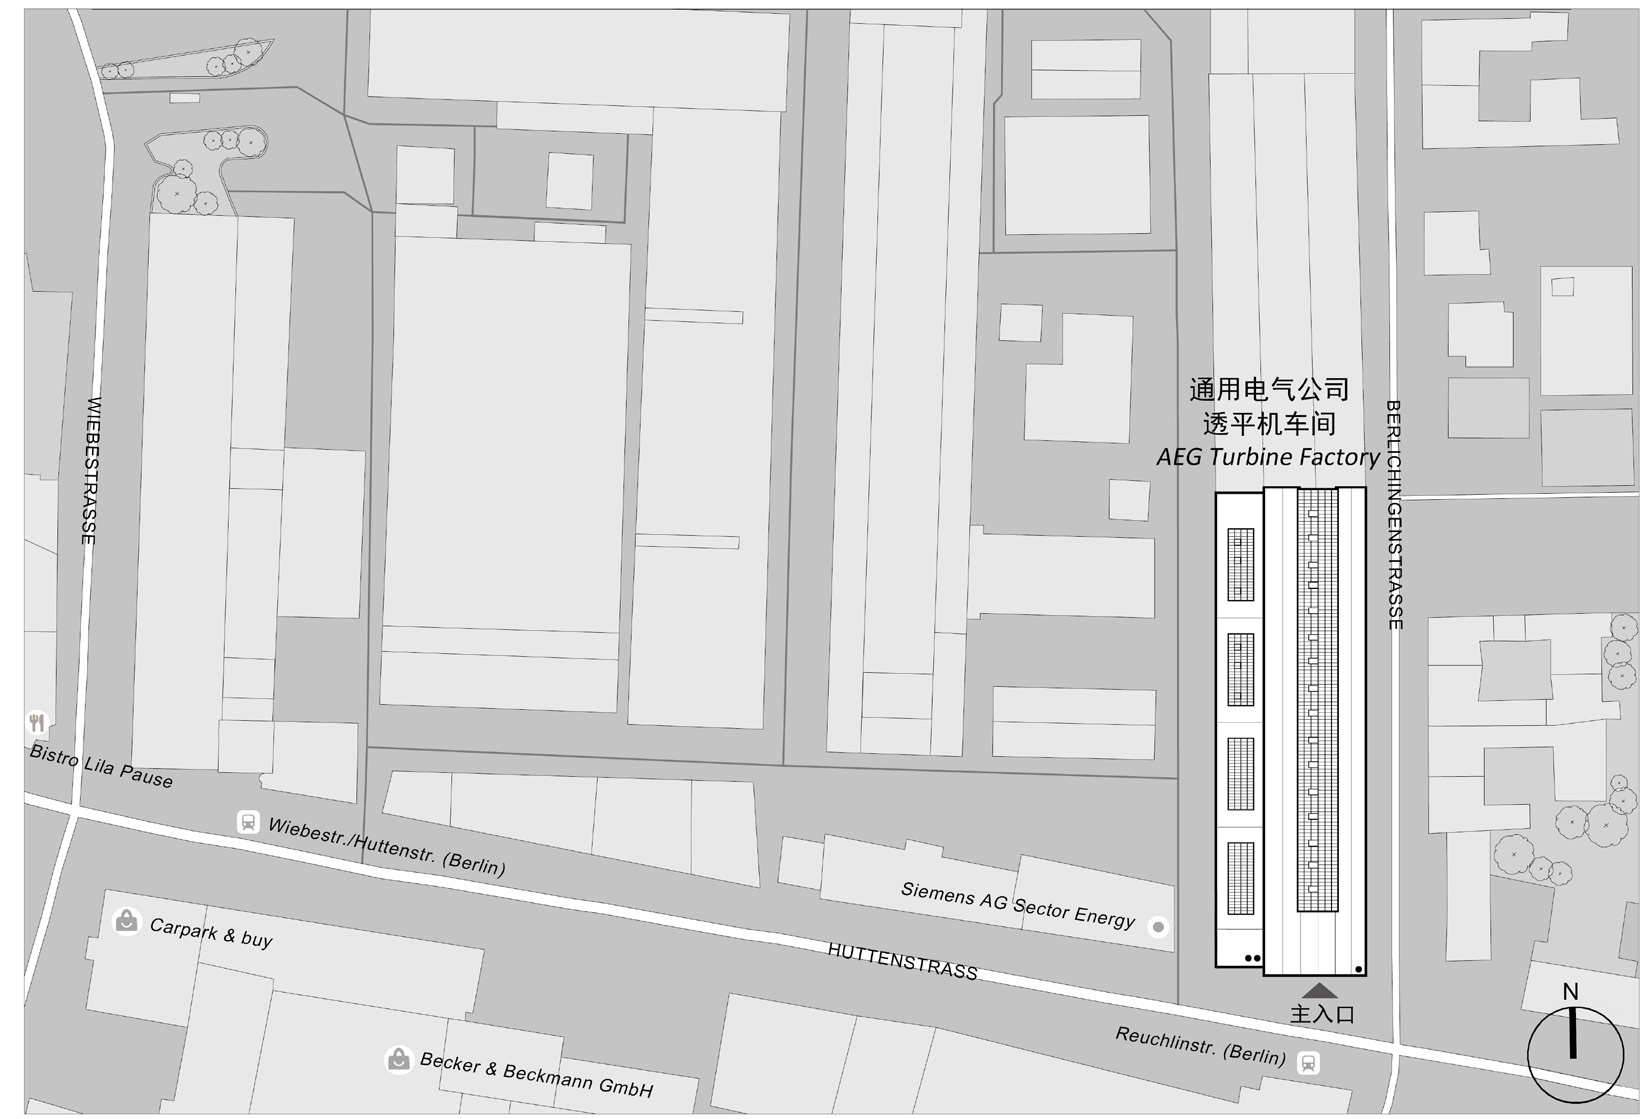 通用电气公司
透平机车间
AEG Turbine Factory
WIEBESTRASSE
BERLICHINGENSTRASSE
Bistro Lila Pause
Wiebestr./Huttenstr. (Berlin)
Siemens AG Sector Energy
Carpark & buy
HUTTENSTRASS
N
主入口
Reuchlinstr. (Berlin)
Becker & Beckmann GmbH